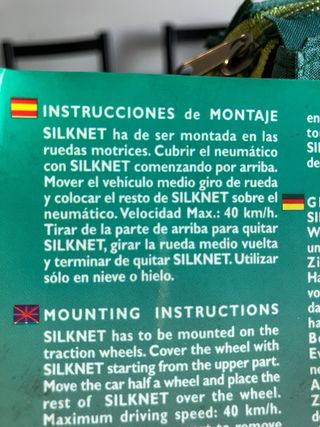 INSTRUCCIONES de MONTAJE
SILKNET ha de ser montada en las
ruedas motrices. Cubrir el neumático
con SILKNET comenzando por arriba.
Mover el vehículo medio giro de rueda
y colocar el resto de SILKNET sobre el
neumático. Velocidad Max.: 40 km/h.
Tirar de la parte de arriba para quitar
SILKNET, girar la rueda medio vuelta
y terminar de quitar SILKNET. Utilizar
sólo en nieve o hielo.
MOUNTING INSTRUCTIONS
SILKNET has to be mounted on the
traction wheels. Cover the wheel with
SILKNET starting from the upper part.
Move the car half a wheel and place the
rest of SILKNET over the wheel.
Maximum driving speed: 40 km/h.